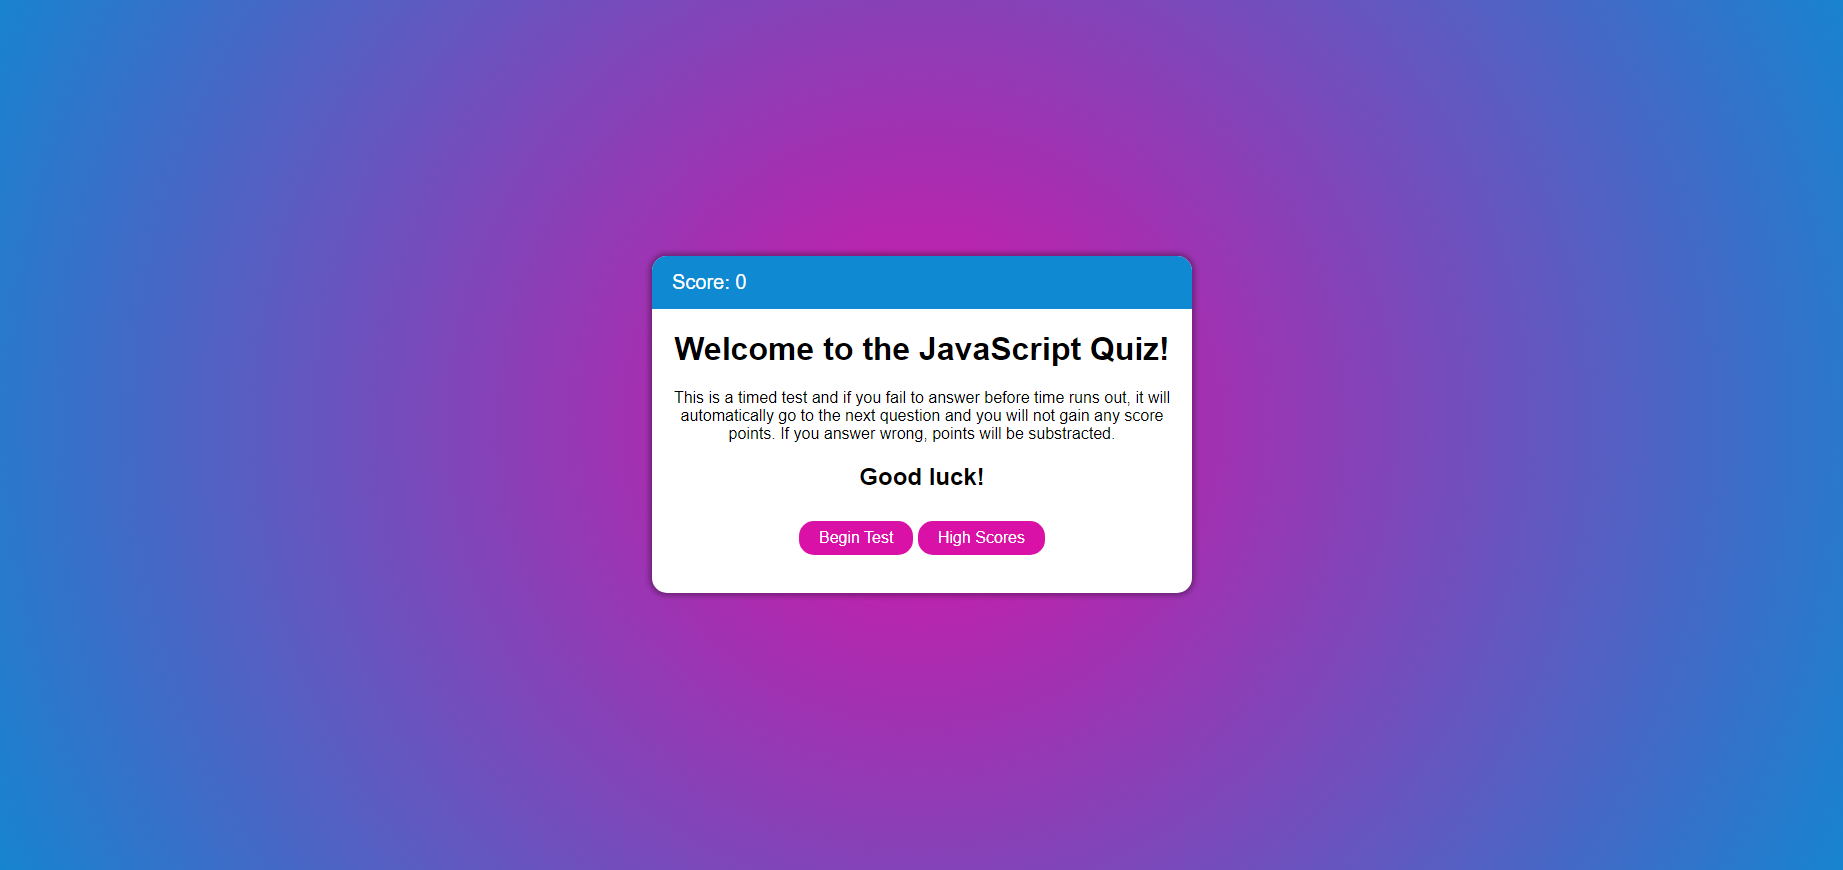 Score: 0
Welcome to the JavaScript Quiz!
This is a timed test and if you fail to answer before time runs out, it will
automatically go to the next question and you will not gain any score
points. If you answer wrong, points will be substracted.
Good luck!
Begin Test High Scores